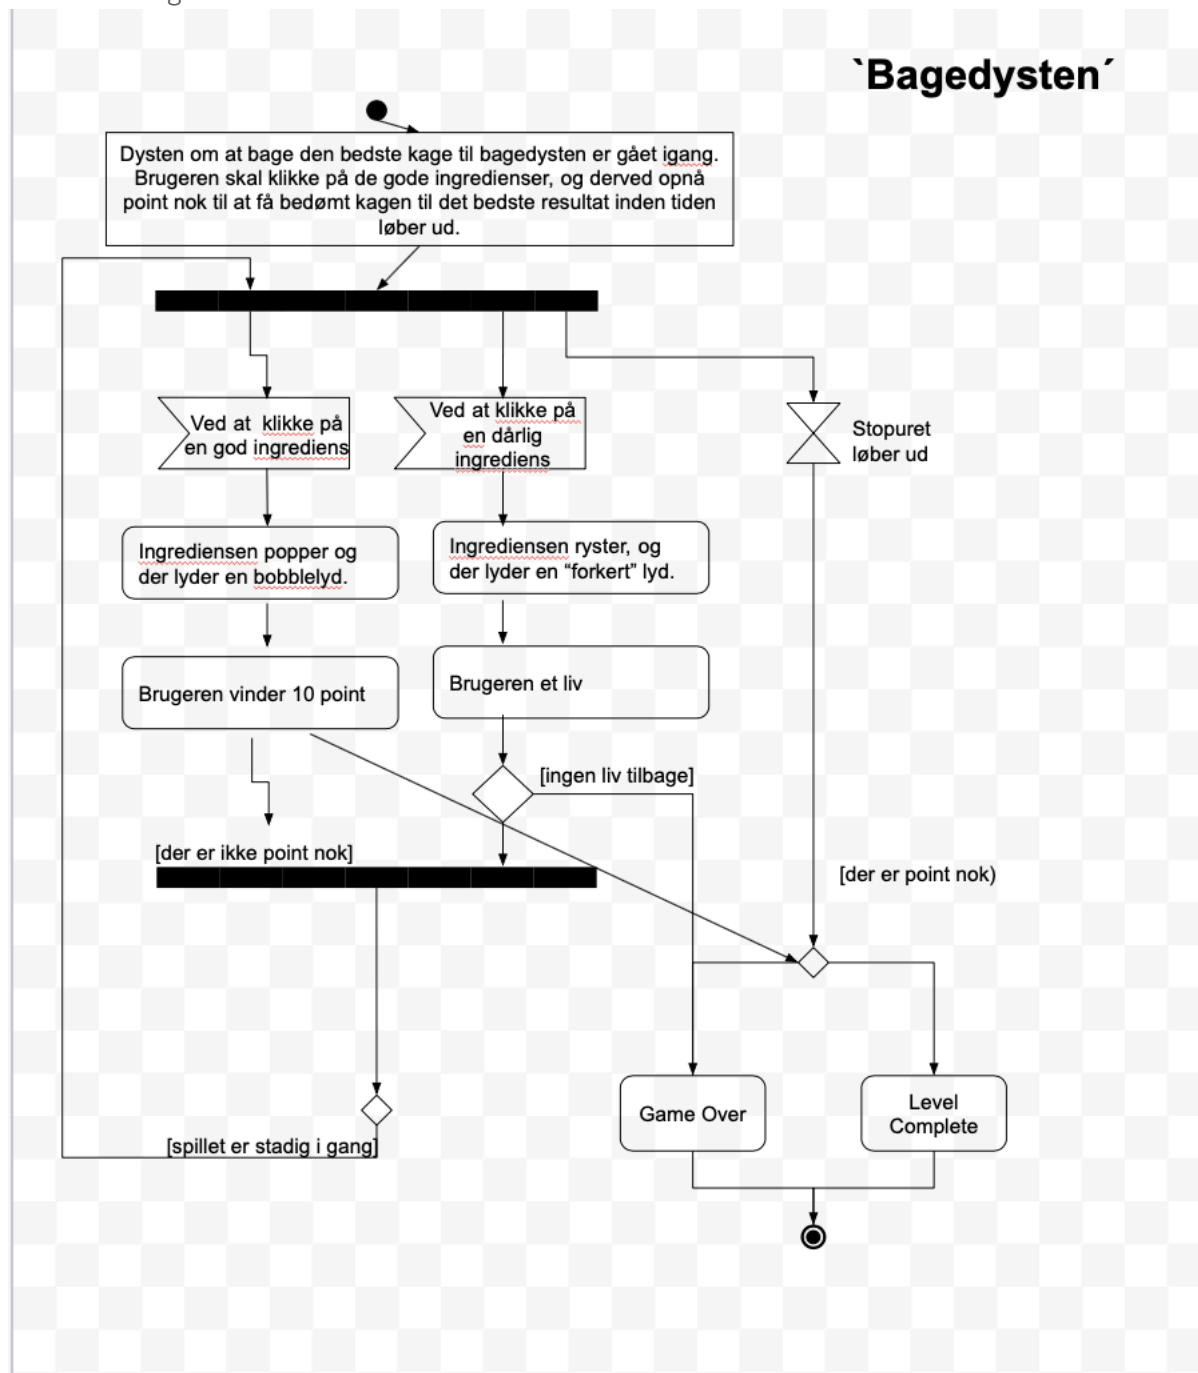 `Bagedysten´
Dysten om at bage den bedste kage til bagedysten er gået igang.
Brugeren skal klikke på de gode ingredienser, og derved opnå
point nok til at få bedømt kagen til det bedste resultat inden tiden
løber ud.
Ved at klikke på
en god ingrediens
Ved at klikke på
en dårlig
ingrediens
Stopuret
løber ud
Ingrediensen popper og
der lyder en bobblelyd.
Ingrediensen ryster, og
der lyder en “forkert” lyd.
Brugeren vinder 10 point
Brugeren et liv
[ingen liv tilbage]
[der er ikke point nok]
[der er point nok)
Game Over
Level
Complete
[spillet er stadig i gang]